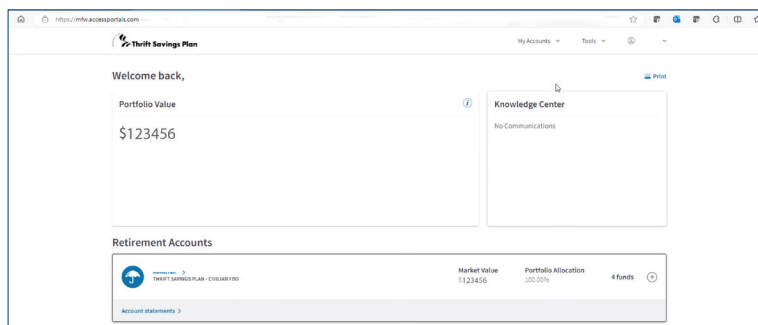 https://mfw.accessportals.com
Thrift Savings Plan
My Accounts
Tools
Welcome back,
Print
Portfolio Value
$123456
Knowledge Center
No Communications
Retirement Accounts
THRIFT SAVINGS PLAN - CIVILIAN FBO
Market Value
$123456
Portfolio Allocation
100.00%
4 funds
Account statements >